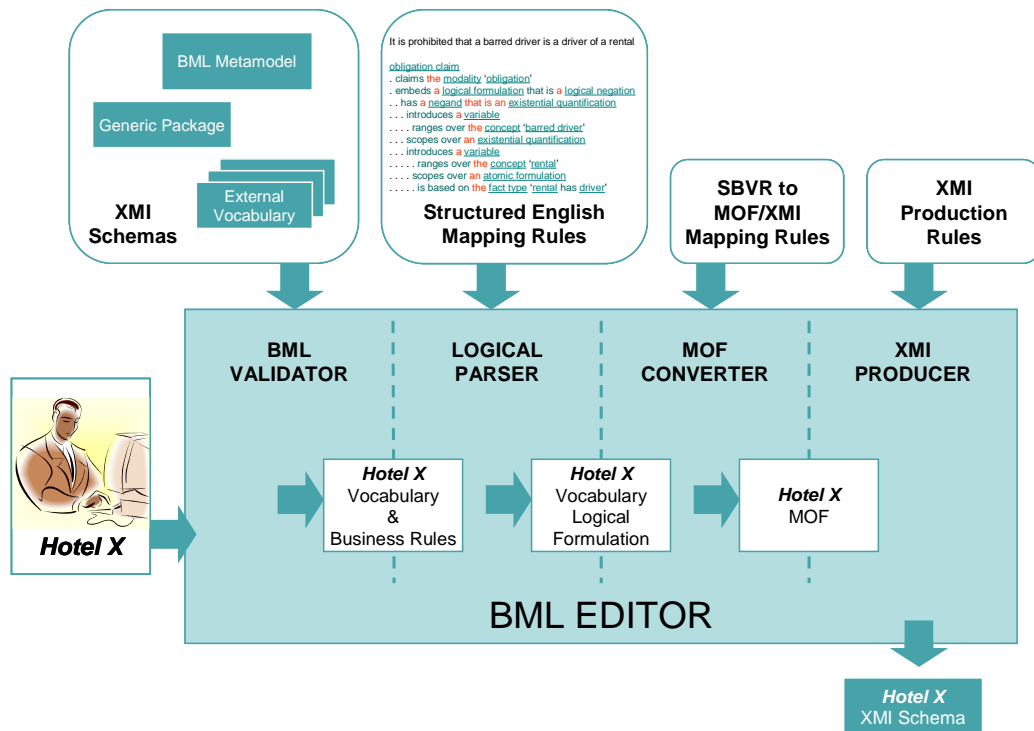 BML Metamodel
Generic Package
External
Vocabulary
XMI
Schemas
It is prohibited that a barred driver is a driver of a rental
obligation claim
. claims the modality ‘obligation’
. embeds a logical formulation that is a logical negation
. . has a negand that is an existential quantification
. . . introduces a variable
. . . . ranges over the concept ‘barred driver’
. . . scopes over an existential quantification
. . . introduces a variable
. . . . . ranges over the concept ‘rental’
. . . . scopes over an atomic formulation
. . . . . is based on the fact type ‘rental has driver’
Structured English
Mapping Rules
SBVR to
MOF/XMI
Mapping Rules
XMI
Production
Rules
BML
VALIDATOR
LOGICAL
PARSER
MOF
CONVERTER
XMI
PRODUCER
Hotel X
Hotel X
Vocabulary
&
Business Rules
Hotel X
Vocabulary
Logical
Formulation
Hotel X
MOF
BML EDITOR
Hotel X
XMI Schema